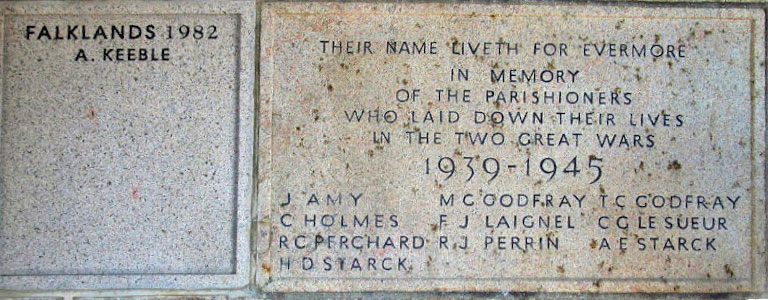 FALKLANDS 1982
A. KEEBLE
THEIR NAME LIVETH FOR EVERMORE
IN MEMORY
OF THE PARISHIONERS
WHO LAID DOWN THEIR LIVES
IN THE TWO GREAT WARS
1939-1945
J AMY M C GODFRAY T C GODFRAY
C HOLMES F J LAIGNEL C G LE SUEUR
R C PERCHARD R J PERRIN A E STARCK
H D STARCK